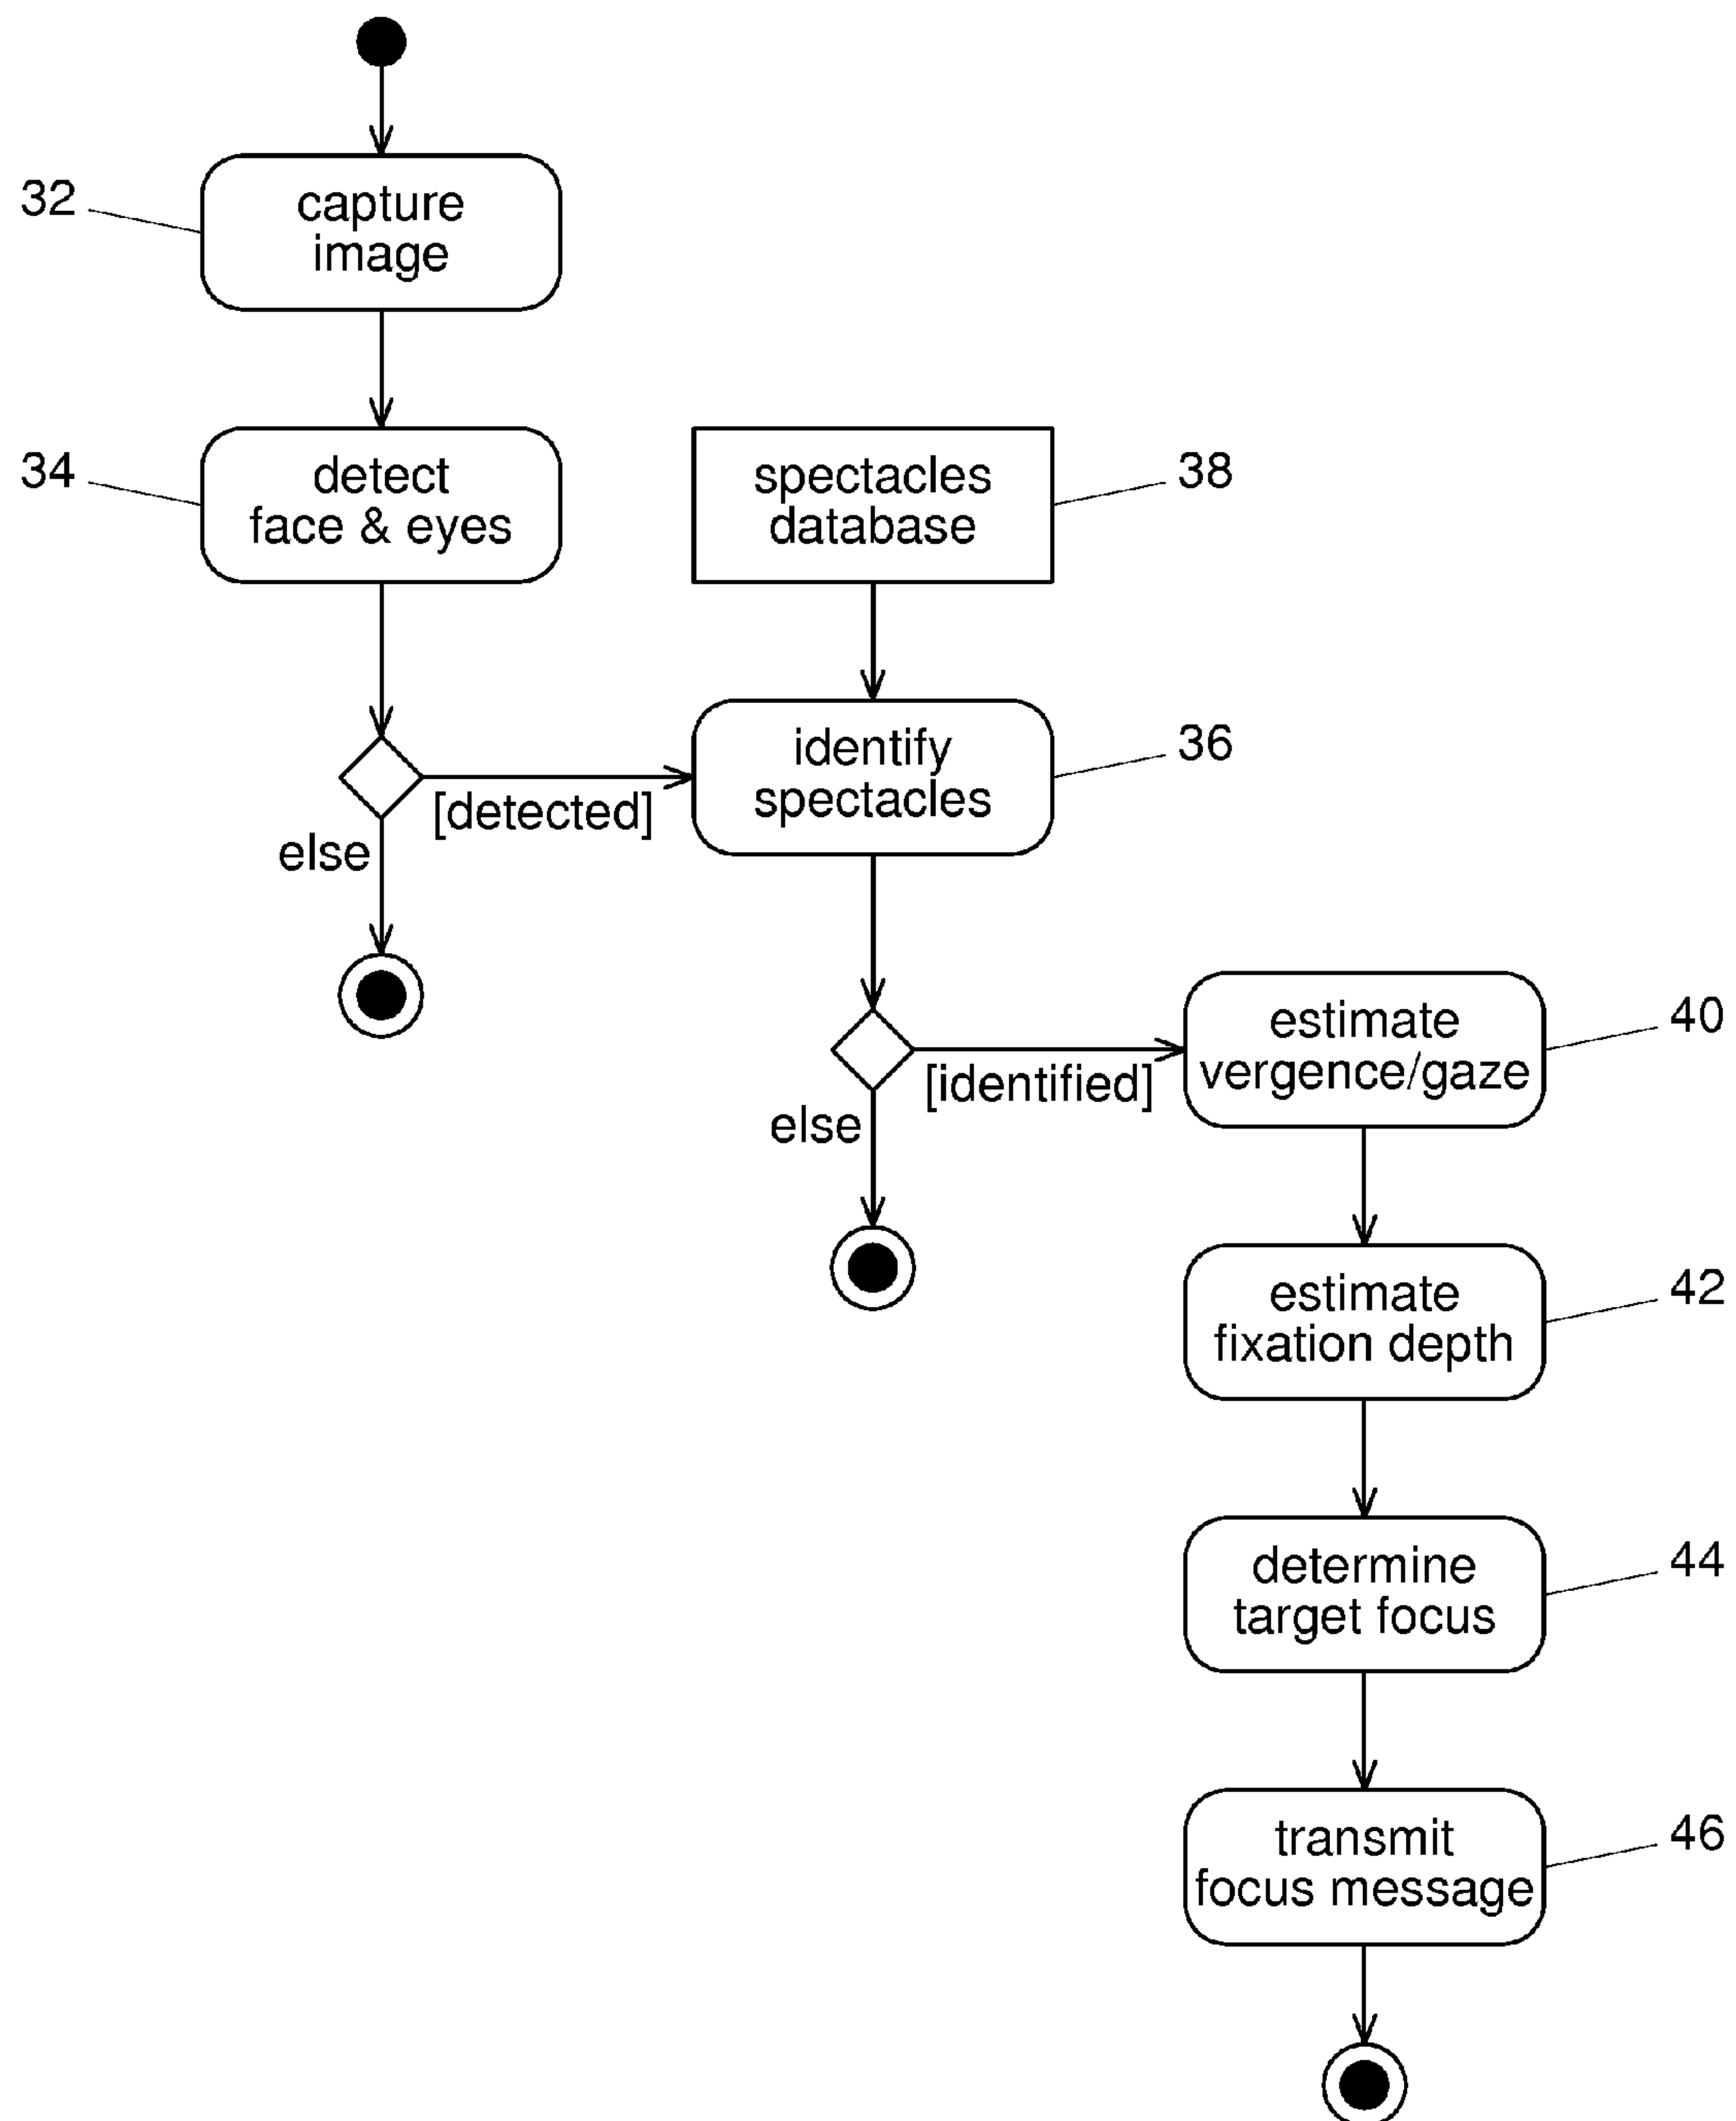 32
capture
image
34
detect
face & eyes
spectacles
database
38
identify
spectacles
36
[detected]
else
estimate
vergence/gaze
40
[identified]
else
estimate
fixation depth
42
determine
target focus
44
transmit
focus message
46